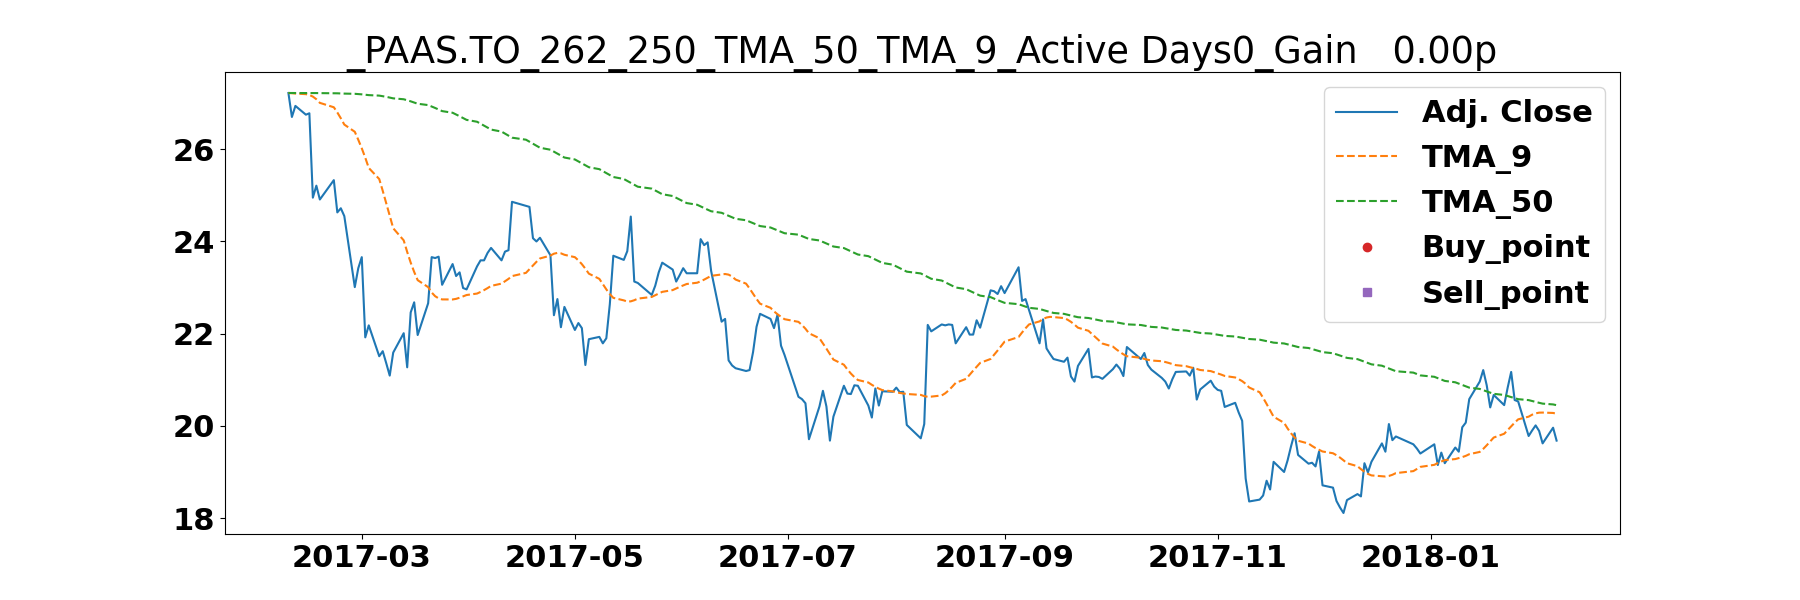 _PAAS.TO_262_250_TMA_50_TMA_9_Active Days0_Gain   0.00p
Adj. Close
TMA_9
TMA_50
Buy_point
Sell_point
26
24
22
20
18
2017-03 2017-05 2017-07 2017-09 2017-11 2018-01